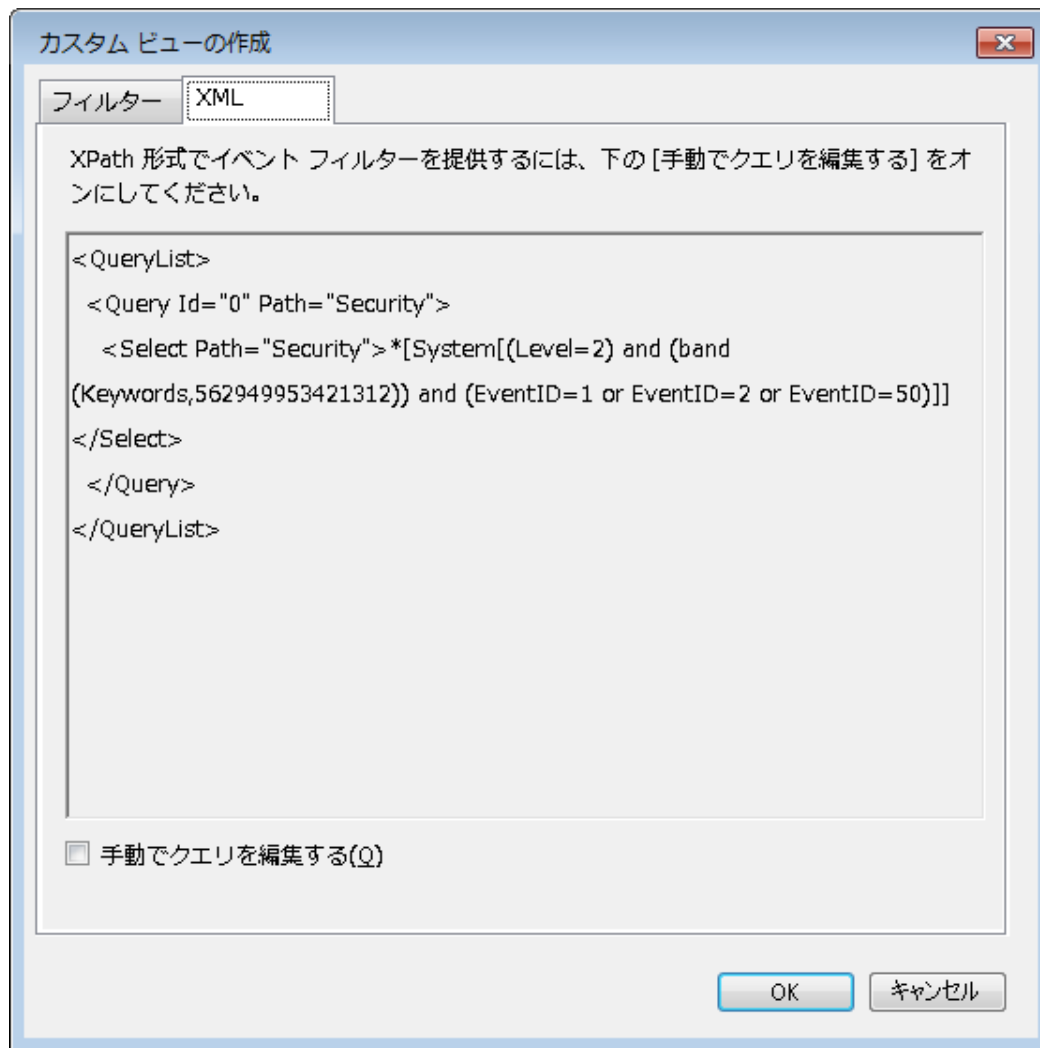 カスタム ビューの作成
フィルター
XML
XPath 形式でイベント フィルターを提供するには、下の [手動でクエリを編集する] をオ
ンにしてください。
<QueryList>
  <Query Id="0" Path="Security">
    <Select Path="Security">*[System[(Level=2) and (band
(Keywords,562949953421312)) and (EventID=1 or EventID=2 or EventID=50)]]
</Select>
  </Query>
</QueryList>
手動でクエリを編集する(Q)
OK
キャンセル